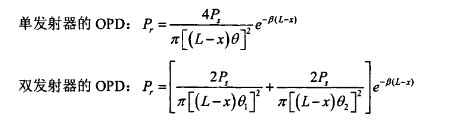 单发射器的 OPD： $P_r = \frac{4P_s}{\pi[(L-x)\theta]^2} e^{-\beta(L-x)}$
双发射器的 OPD： $P_r = \left[ \frac{2P_s}{\pi[(L-x)\theta_1]^2} + \frac{2P_s}{\pi[(L-x)\theta_2]^2} \right] e^{-\beta(L-x)}$